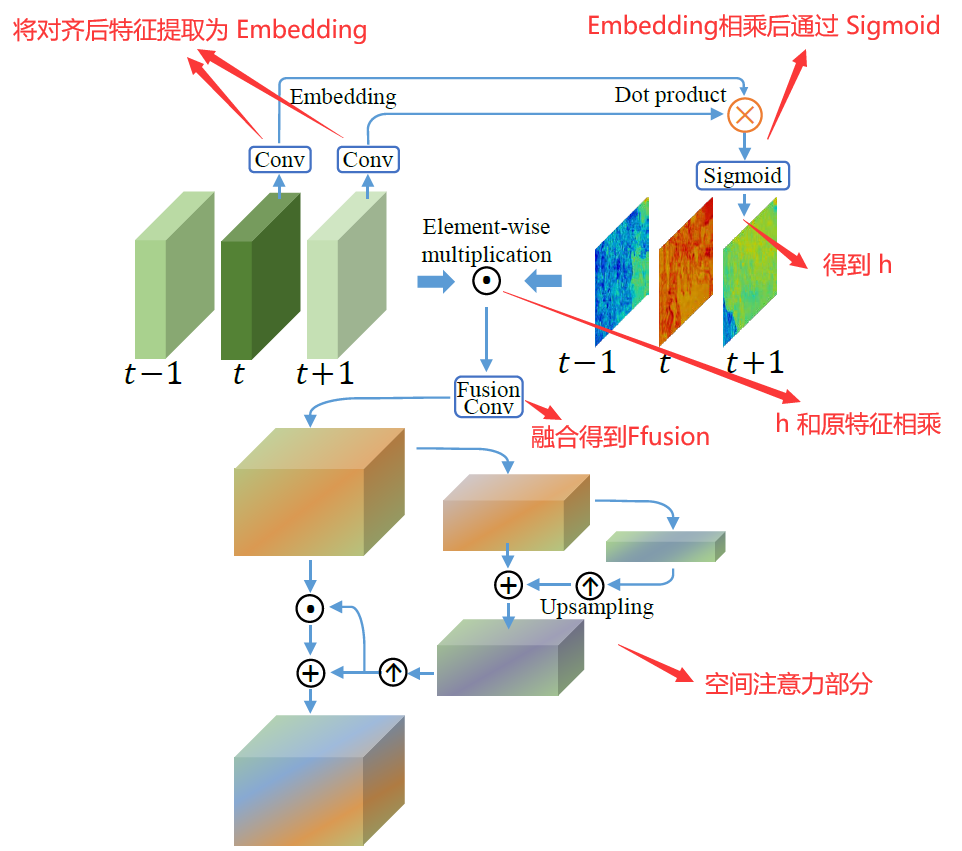 将对齐后特征提取为 Embedding
Embedding相乘后通过 Sigmoid
Embedding
Dot product
Conv
Conv
Sigmoid
Element-wise
multiplication
得到 h
t−1
t
t+1
t−1
t
t+1
Fusion
Conv
融合得到Ffusion
h 和原特征相乘
Upsampling
空间注意力部分